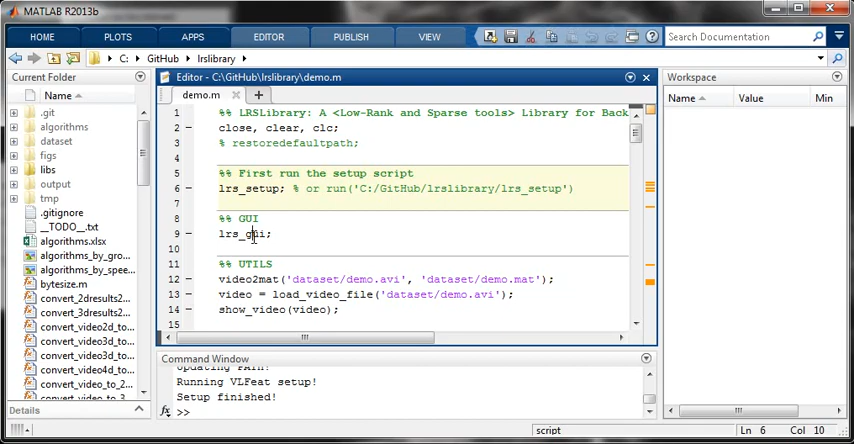 MATLAB R2013b
HOME PLOTS APPS EDITOR PUBLISH VIEW Search Documentation
C: GitHub lrslibrary
Current Folder
Name
.git
algorithms
dataset
figs
libs
output
tmp
.gitignore
__TODO__.txt
algorithms.xlsx
algorithms_by_gro...
algorithms_by_spee...
bytesize.m
convert_2dresults2...
convert_3dresults2...
convert_video2d_to...
convert_video3d_to...
convert_video3d_to...
convert_video4d_to...
convert_video_to_2...
convert_video_to_3...
Details
Editor - C:\GitHub\lrslibrary\demo.m
demo.m
1 %% LRSLibrary: A <Low-Rank and Sparse tools> Library for Back
2 close, clear, clc;
3 % restoredefaultpath;
4
5 %% First run the setup script
6 lrs_setup; % or run('C:/GitHub/lrslibrary/lrs_setup')
7
8 %% GUI
9 lrs_gui;
10
11 %% UTILS
12 video2mat('dataset/demo.avi', 'dataset/demo.mat');
13 video = load_video_file('dataset/demo.avi');
14 show_video(video);
15
Command Window
Updating PATH!
Running VLFeat setup!
Setup finished!
fx >>
Workspace
Name Value Min
script Ln 6 Col 10